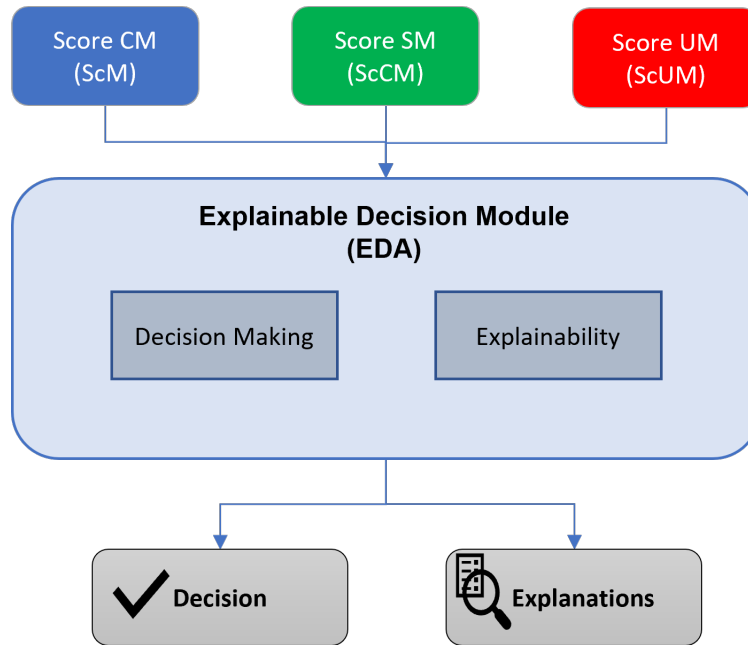 Score CM
(ScM)
Score SM
(ScCM)
Score UM
(ScUM)
Explainable Decision Module
(EDA)
Decision Making
Explainability
Decision
Explanations